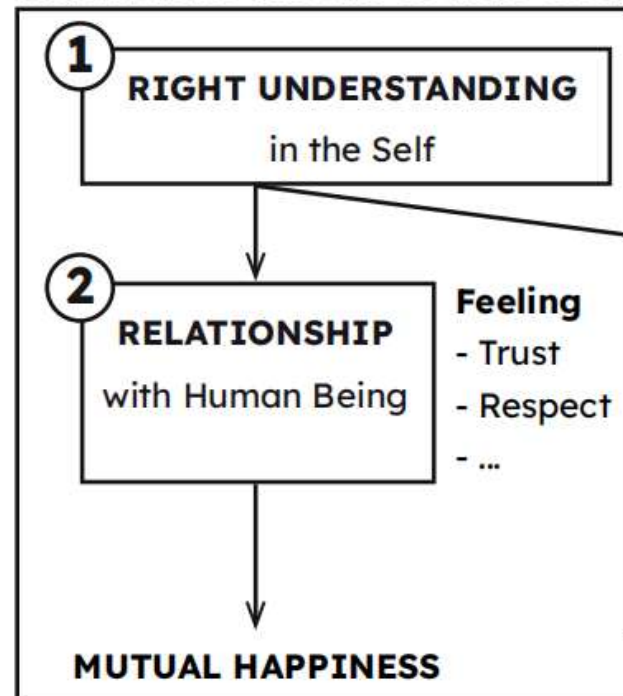 1
RIGHT UNDERSTANDING
in the Self
2
RELATIONSHIP
with Human Being
Feeling
- Trust
- Respect
- ...
MUTUAL HAPPINESS